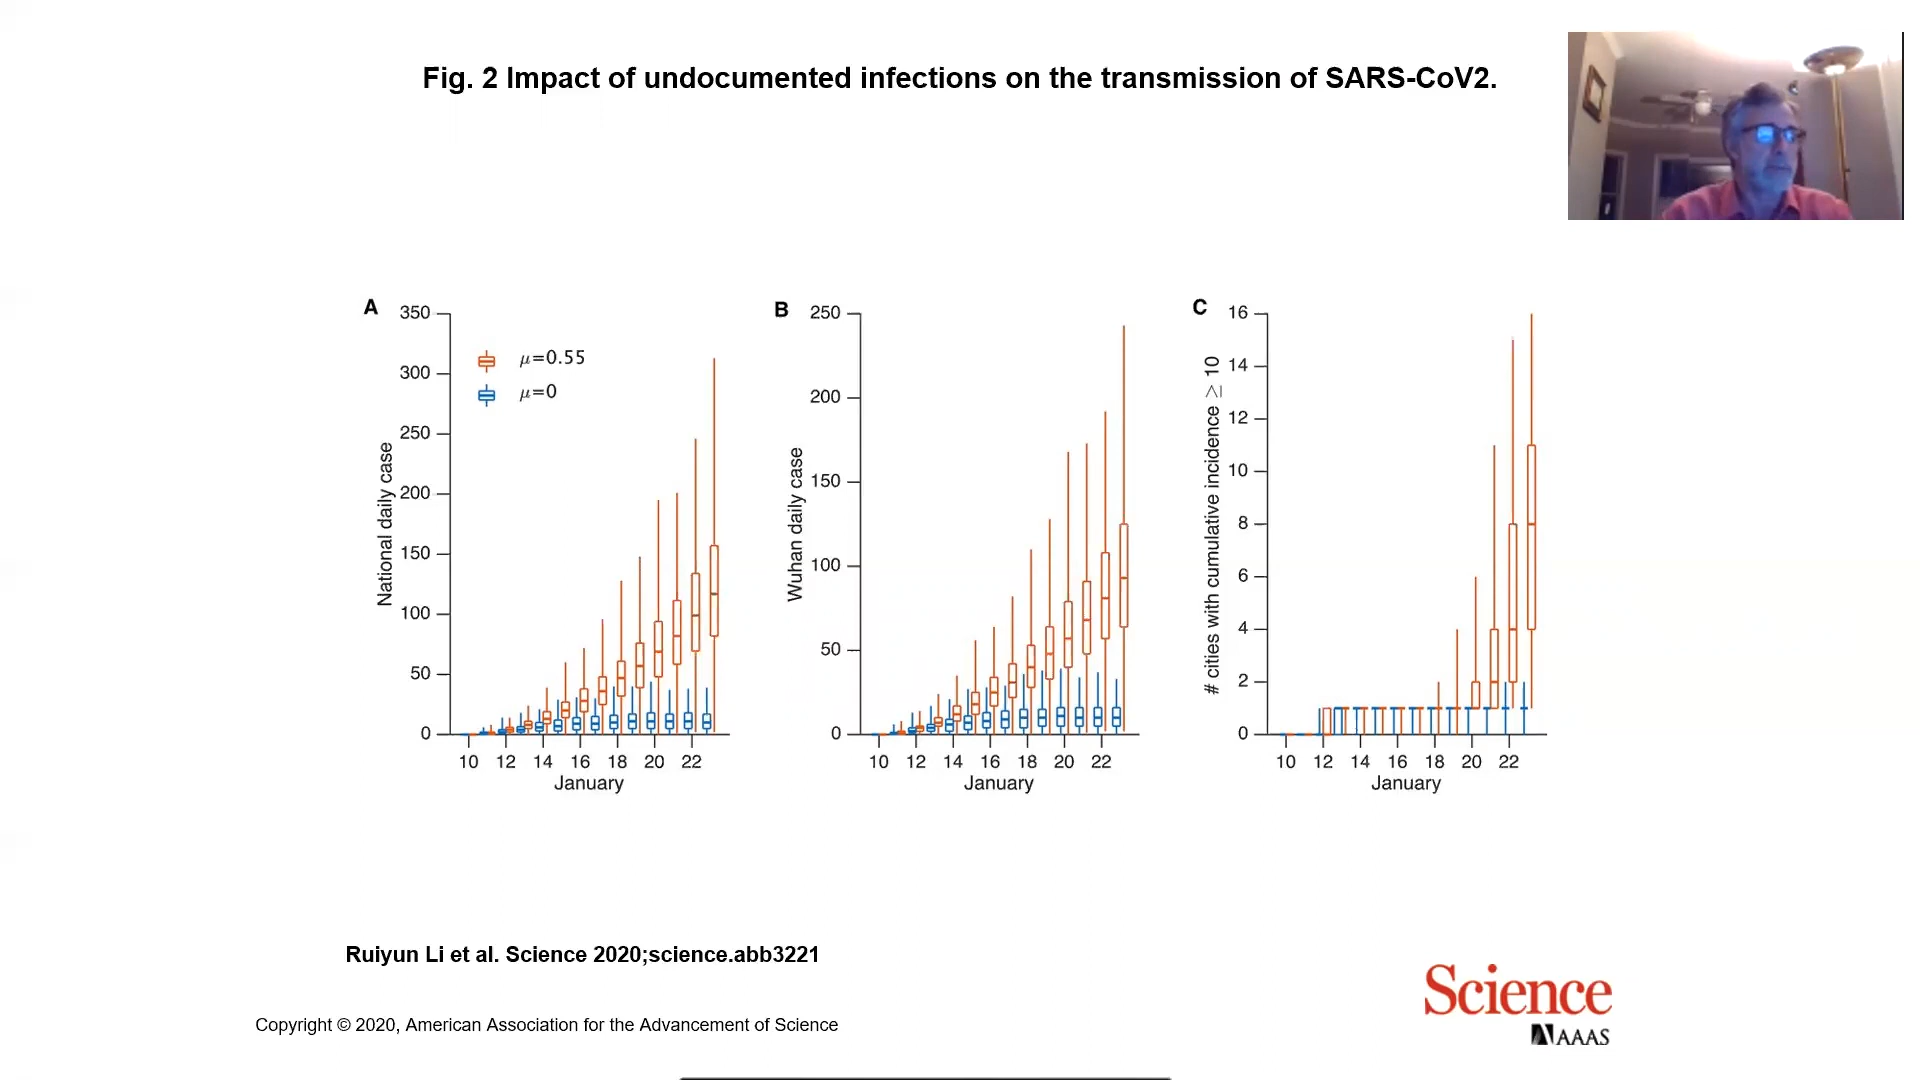 Fig. 2 Impact of undocumented infections on the transmission of SARS-CoV2.
A
350
300
250
200
150
100
50
0
National daily case
μ=0.55
μ=0
10 12 14 16 18 20 22
January
B
250
200
150
100
50
0
Wuhan daily case
10 12 14 16 18 20 22
January
C
16
14
12
10
8
6
4
2
0
# cities with cumulative incidence ≥ 10
10 12 14 16 18 20 22
January
Ruiyun Li et al. Science 2020;science.abb3221
Copyright © 2020, American Association for the Advancement of Science
Science
AAAS